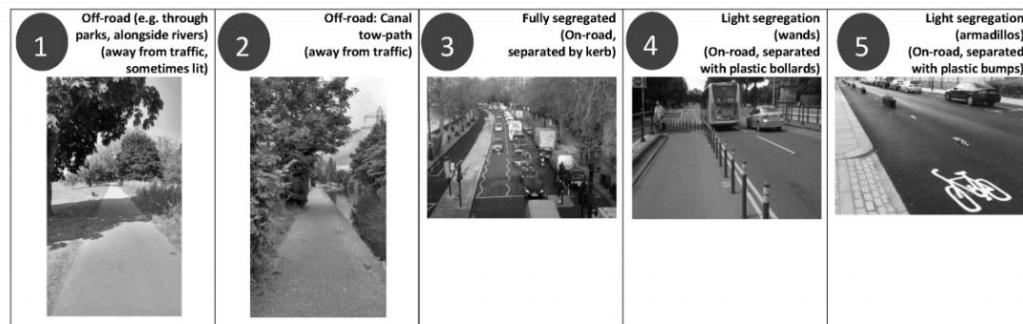 1
Off-road (e.g. through
parks, alongside rivers)
(away from traffic,
sometimes lit)
2
Off-road: Canal
tow-path
(away from traffic)
3
Fully segregated
(On-road,
separated by kerb)
4
Light segregation
(wands)
(On-road, separated
with plastic bollards)
5
Light segregation
(armadillos)
(On-road, separated
with plastic bumps)